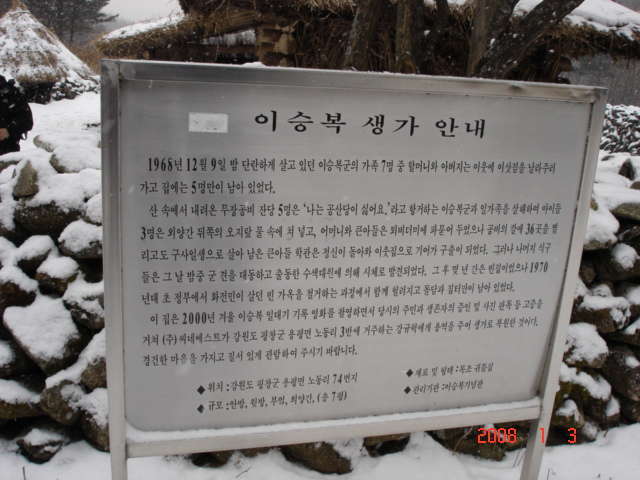 이승복 생가 안내
1968년 12월 9일 밤 단란하게 살고 있던 이승복군의 가족 7명 중 할머니와 아버지는 이웃에 이삿짐을 날라주러
가고 집에는 5명만이 남아 있었다.
산 속에서 내려온 무장공비 잔당 5명은 '나는 공산당이 싫어요.'라고 항거하는 이승복군과 일가족을 살해하여 아이들
3명은 외양간 뒤쪽의 오지랖 물 속에 쳐 넣고, 어머니와 큰아들은 퇴비더미에 파묻어 두었으나 공비의 칼에 36곳을 찔
리고도 구사일생으로 살아 남은 큰아들 학관은 정신이 돌아와 이웃집으로 기어가 구출이 되었다. 그러나 나머지 식구
들은 그 날 밤중 군 견을 대동하고 출동한 수색대원에 의해 시체로 발견되었다. 그 후 몇 년 간은 빈집이었으나 1970
년대 초 정부에서 화전민이 살던 빈 가옥을 철거하는 과정에서 함께 헐려지고 돌담과 집터만이 남아 있었다.
이 집은 2000년 겨울 이승복 일대기 기록 영화를 촬영하면서 당시의 주민과 생존자의 증언 및 사진 판독 등 고증을
거쳐 (주)씨네예스트가 강원도 평창군 용평면 노동리 3반에 거주하는 강규혁에게 용역을 주어 생가로 복원한 것이다.
경건한 마음을 가지고 질서 있게 관람하여 주시기 바랍니다.
◆위치:강원도 평창군 용평면 노동리 74번지
◆재료 및 형태:목조 귀틀집
◆규모:안방, 윗방, 부엌, 외양간, (총 7평)
◆관리기관:이승복기념관
2008 1 3